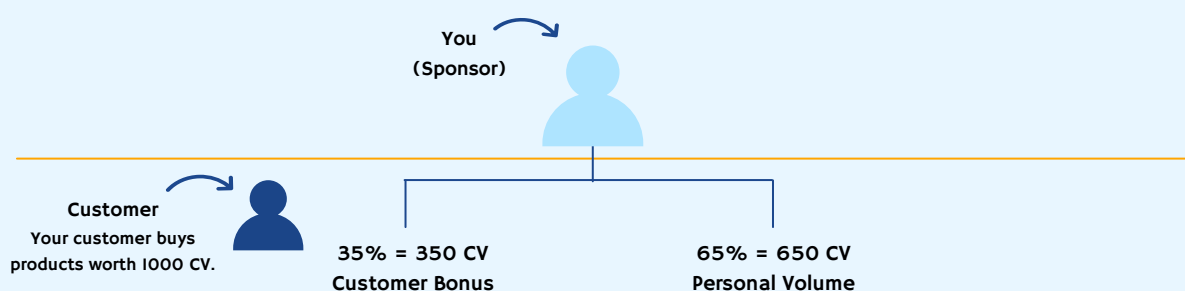 You
(Sponsor)
Customer
Your customer buys
products worth 1000 CV.
35% = 350 CV
Customer Bonus
65% = 650 CV
Personal Volume